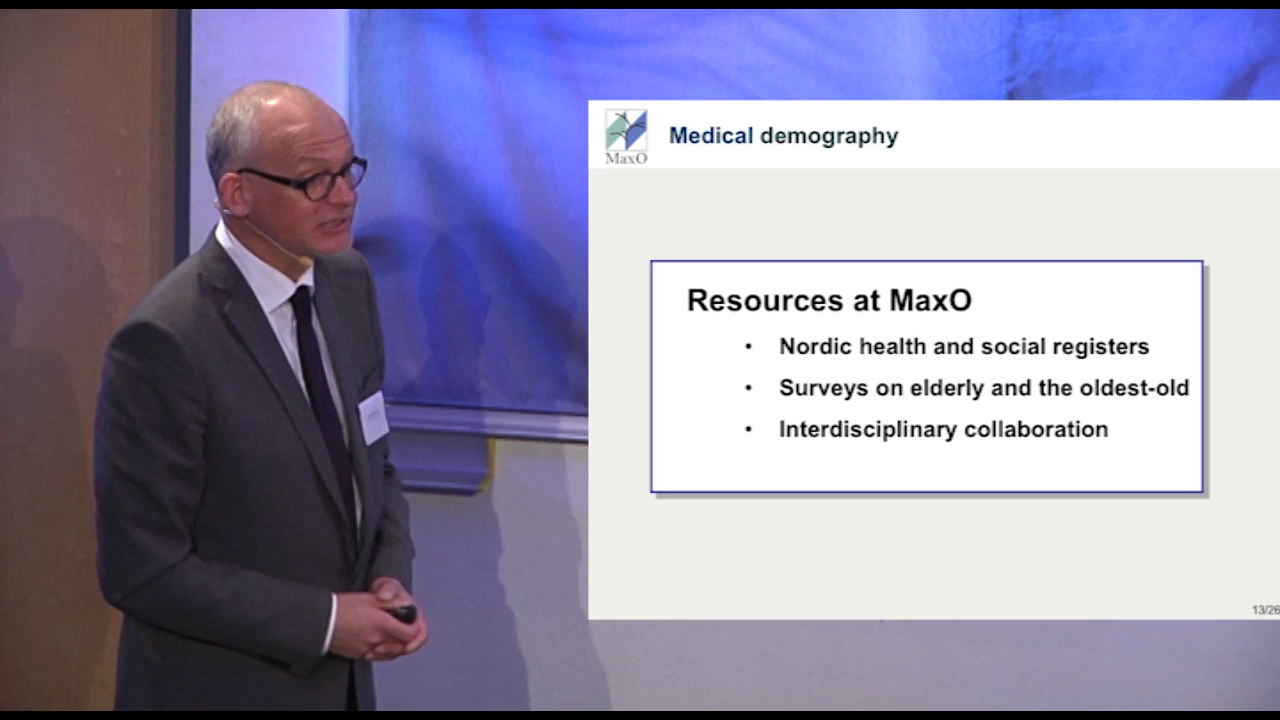 MaxO
Medical demography
Resources at MaxO
• Nordic health and social registers
• Surveys on elderly and the oldest-old
• Interdisciplinary collaboration
13/26